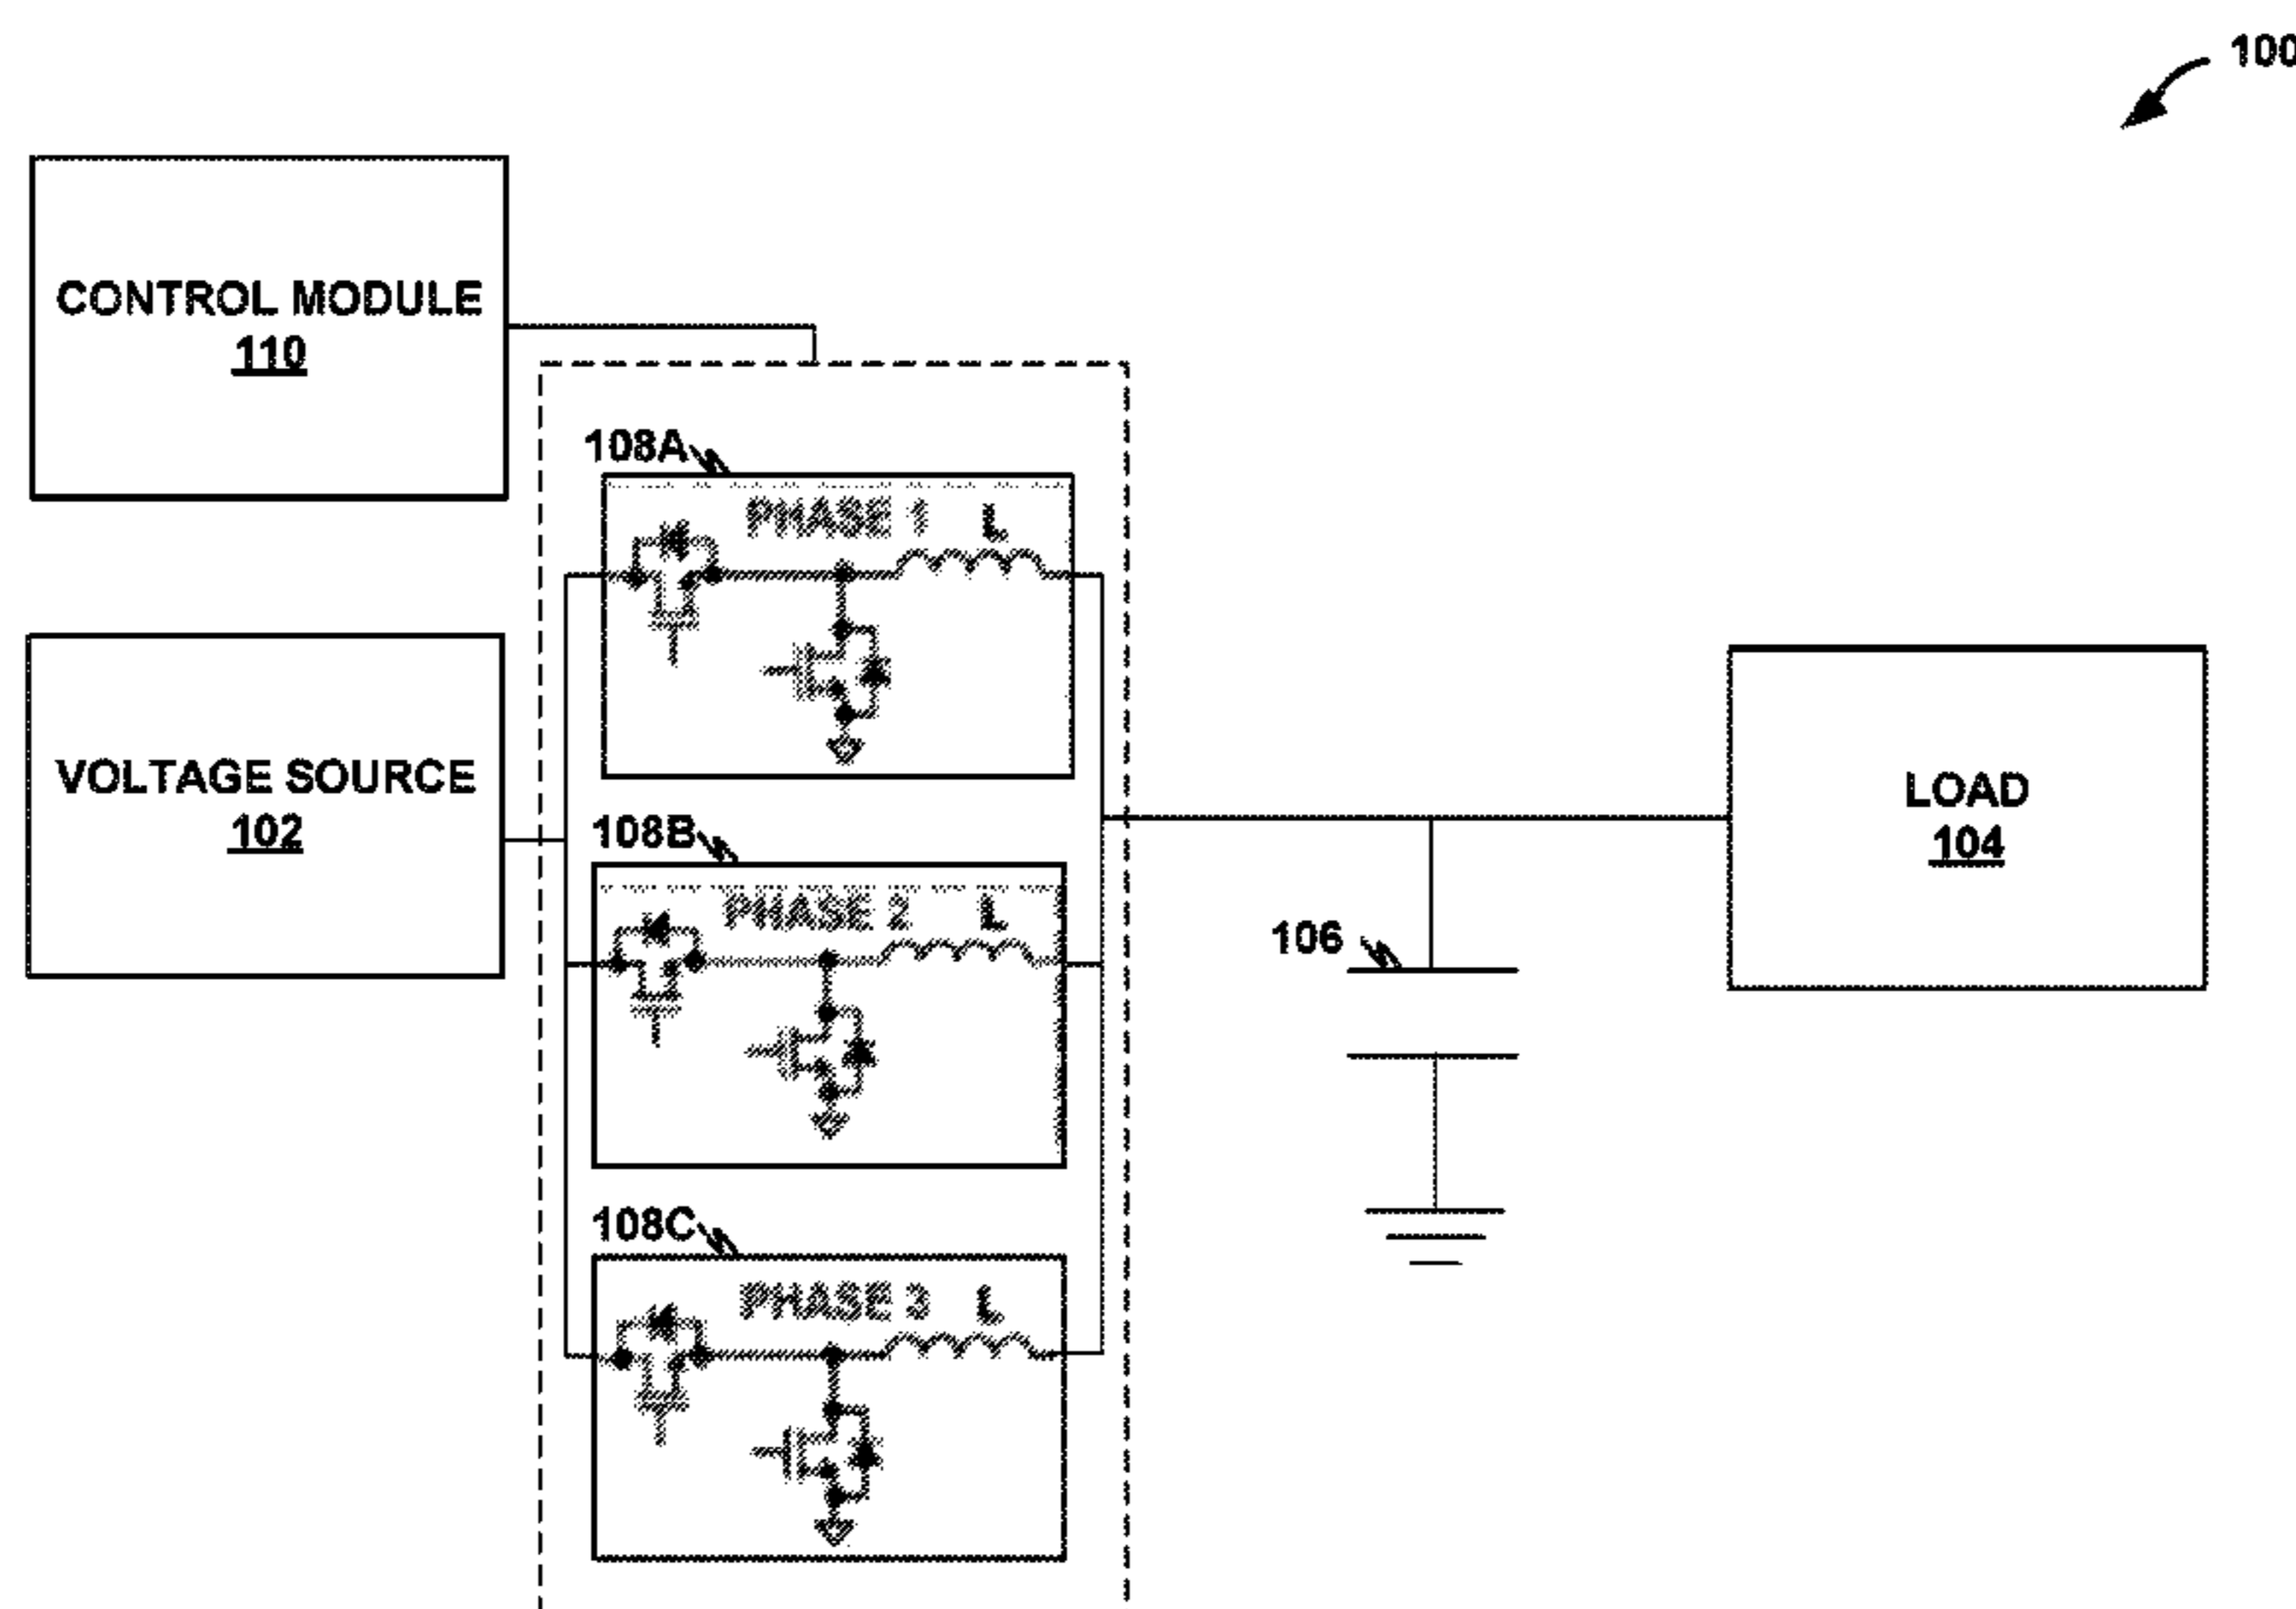 100
CONTROL MODULE
110
108A
PHASE 1 L
VOLTAGE SOURCE
102
108B
PHASE 2 L
LOAD
104
106
108C
PHASE 3 L